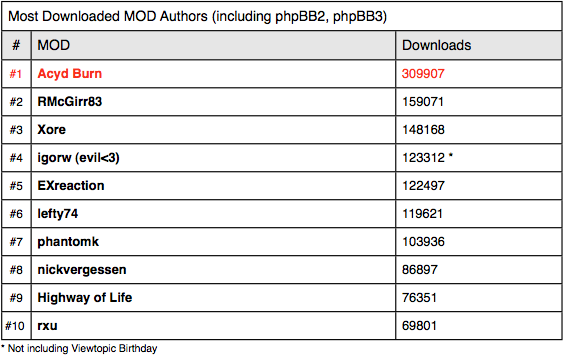 Most Downloaded MOD Authors (including phpBB2, phpBB3)
# MOD Downloads
#1 Acyd Burn 309907
#2 RMcGirr83 159071
#3 Xore 148168
#4 igorw (evil<3) 123312 *
#5 EXreaction 122497
#6 lefty74 119621
#7 phantomk 103936
#8 nickvergessen 86897
#9 Highway of Life 76351
#10 rxu 69801
* Not including Viewtopic Birthday